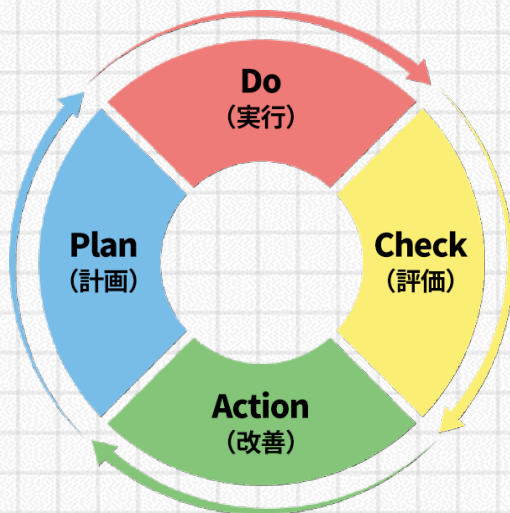 Do
（実行）
Plan
（計画）
Check
（評価）
Action
（改善）